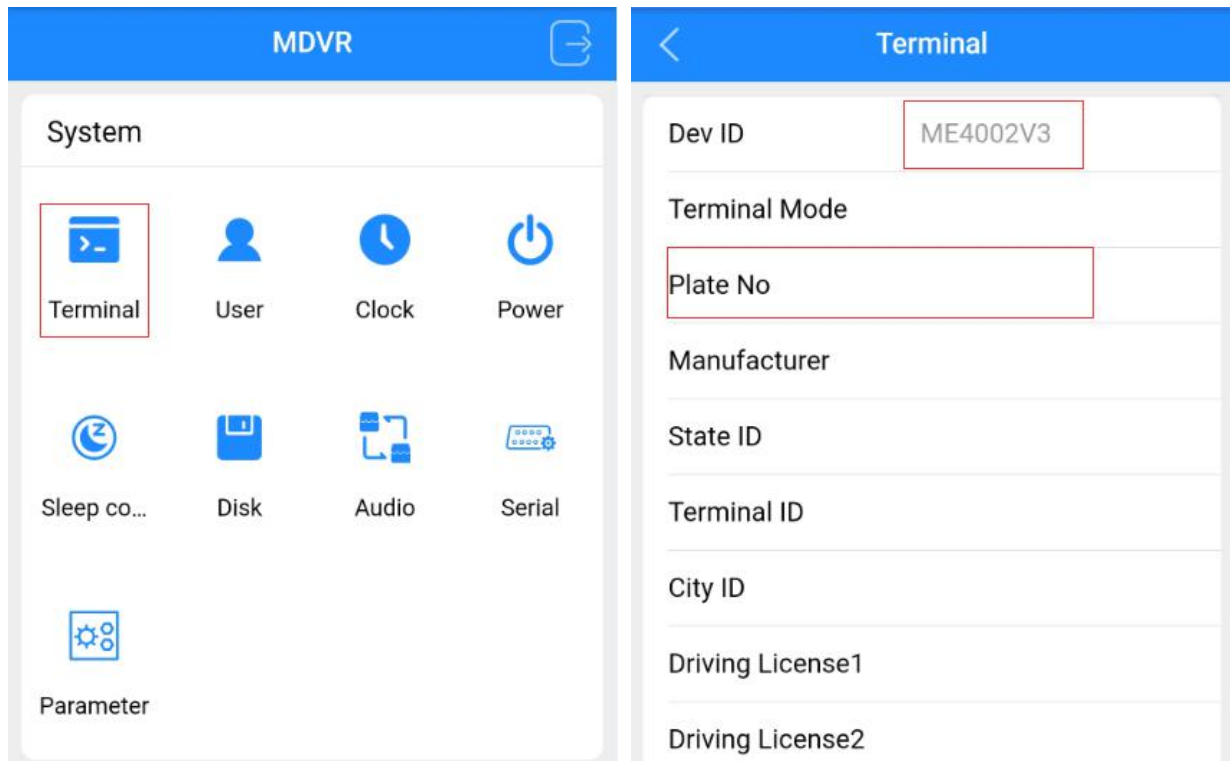 MDVR
System
Terminal User Clock Power
Sleep co... Disk Audio Serial
Parameter
Terminal
Dev ID ME4002V3
Terminal Mode
Plate No
Manufacturer
State ID
Terminal ID
City ID
Driving License1
Driving License2